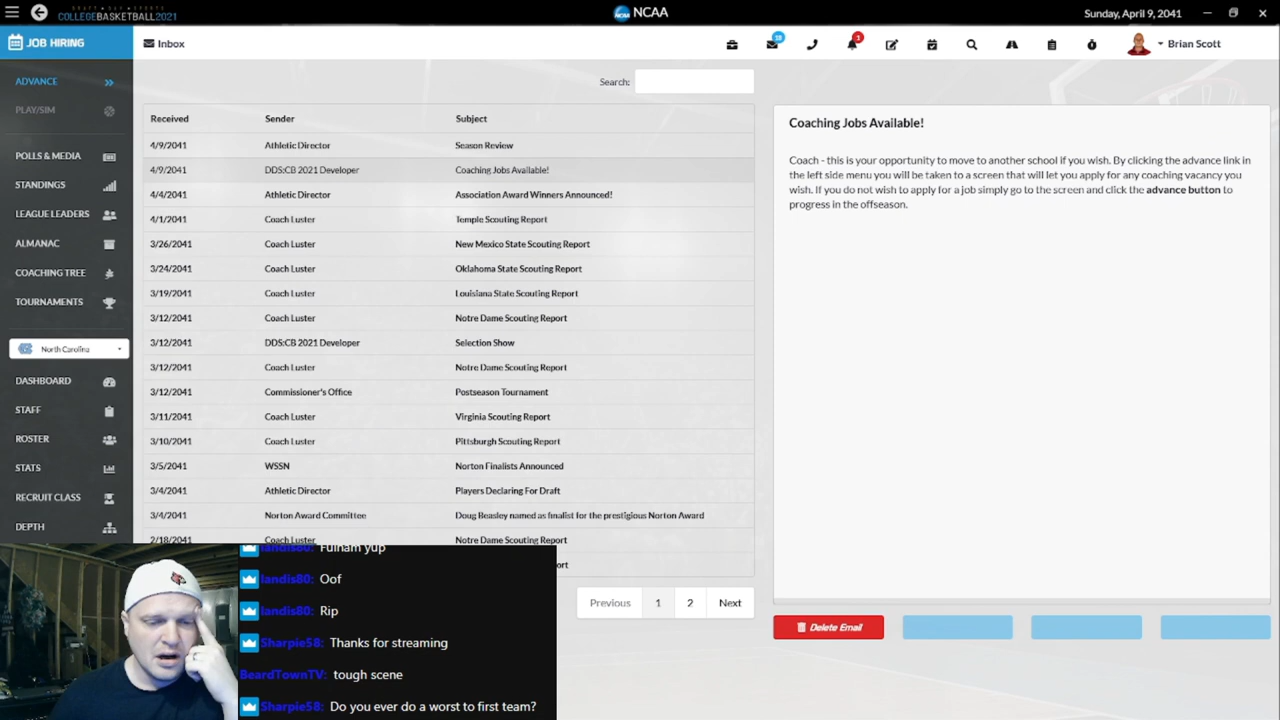 DRAFT DAY SPORTS
COLLEGEBASKETBALL2021
NCAA
NCAA
Sunday, April 9, 2041
JOB HIRING
Inbox
18
1
Brian Scott
ADVANCE
PLAY/SIM
POLLS & MEDIA
STANDINGS
LEAGUE LEADERS
ALMANAC
COACHING TREE
TOURNAMENTS
North Carolina
DASHBOARD
STAFF
ROSTER
STATS
RECRUIT CLASS
DEPTH
Search:
Received Sender Subject
4/9/2041 Athletic Director Season Review
4/9/2041 DDS:CB 2021 Developer Coaching Jobs Available!
4/4/2041 Athletic Director Association Award Winners Announced!
4/1/2041 Coach Luster Temple Scouting Report
3/26/2041 Coach Luster New Mexico State Scouting Report
3/24/2041 Coach Luster Oklahoma State Scouting Report
3/19/2041 Coach Luster Louisiana State Scouting Report
3/12/2041 Coach Luster Notre Dame Scouting Report
3/12/2041 DDS:CB 2021 Developer Selection Show
3/12/2041 Coach Luster Notre Dame Scouting Report
3/12/2041 Commissioner's Office Postseason Tournament
3/11/2041 Coach Luster Virginia Scouting Report
3/10/2041 Coach Luster Pittsburgh Scouting Report
3/5/2041 WSSN Norton Finalists Announced
3/4/2041 Athletic Director Players Declaring For Draft
3/4/2041 Norton Award Committee Doug Beasley named as finalist for the prestigious Norton Award
2/18/2041 Coach Luster Notre Dame Scouting Report
Previous 1 2 Next
Coaching Jobs Available!
Coach - this is your opportunity to move to another school if you wish. By clicking the advance link in
the left side menu you will be taken to a screen that will let you apply for any coaching vacancy you
wish. If you do not wish to apply for a job simply go to the screen and click the advance button to
progress in the offseason.
Delete Email
landis80: Fulham yup
landis80: Oof
landis80: Rip
Sharpie58: Thanks for streaming
BeardTownTV: tough scene
Sharpie58: Do you ever do a worst to first team?